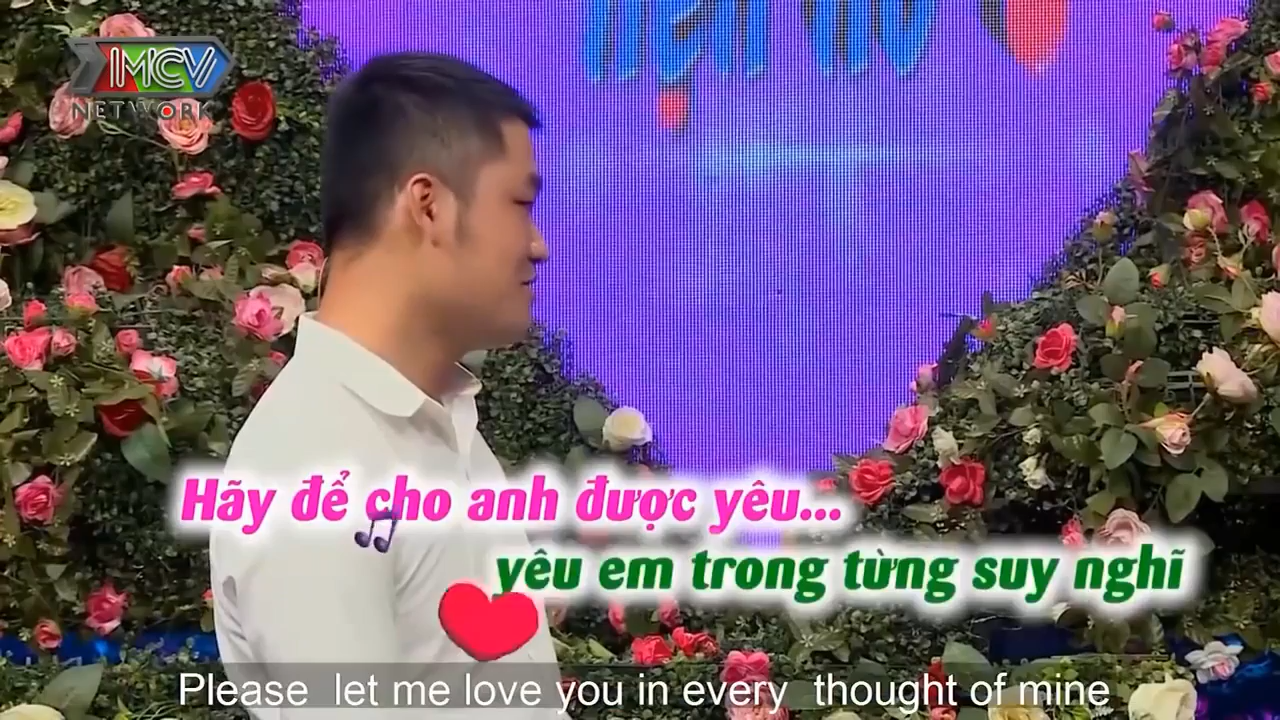 MCV
NETWORK
Hãy để cho anh được yêu...
yêu em trong từng suy nghĩ
Please let me love you in every thought of mine